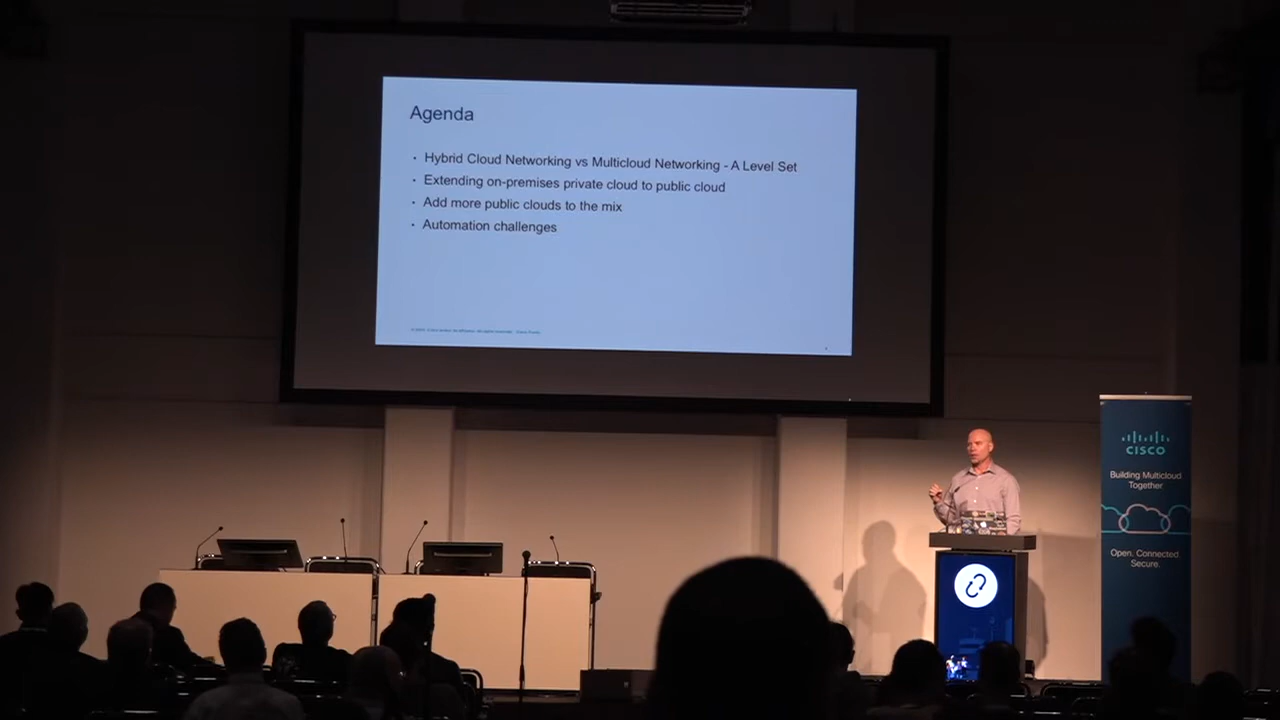 Agenda
· Hybrid Cloud Networking vs Multicloud Networking - A Level Set
· Extending on-premises private cloud to public cloud
· Add more public clouds to the mix
· Automation challenges
CISCO
Building Multicloud
Together
Open. Connected.
Secure.